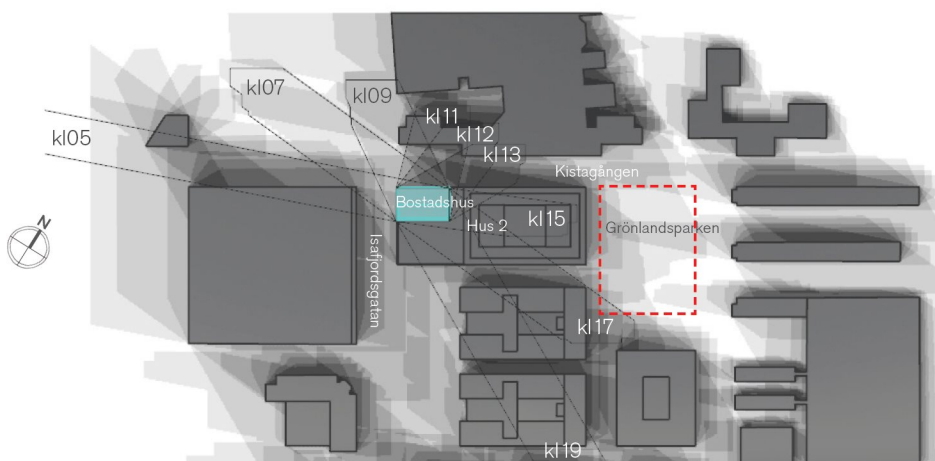 kl07
kl09
kl11
kl05
kl12
kl13
Kistagången
Bostadshus
kl15
Hus 2
Grönlandsparken
N
Isafjordsgatan
kl17
kl19